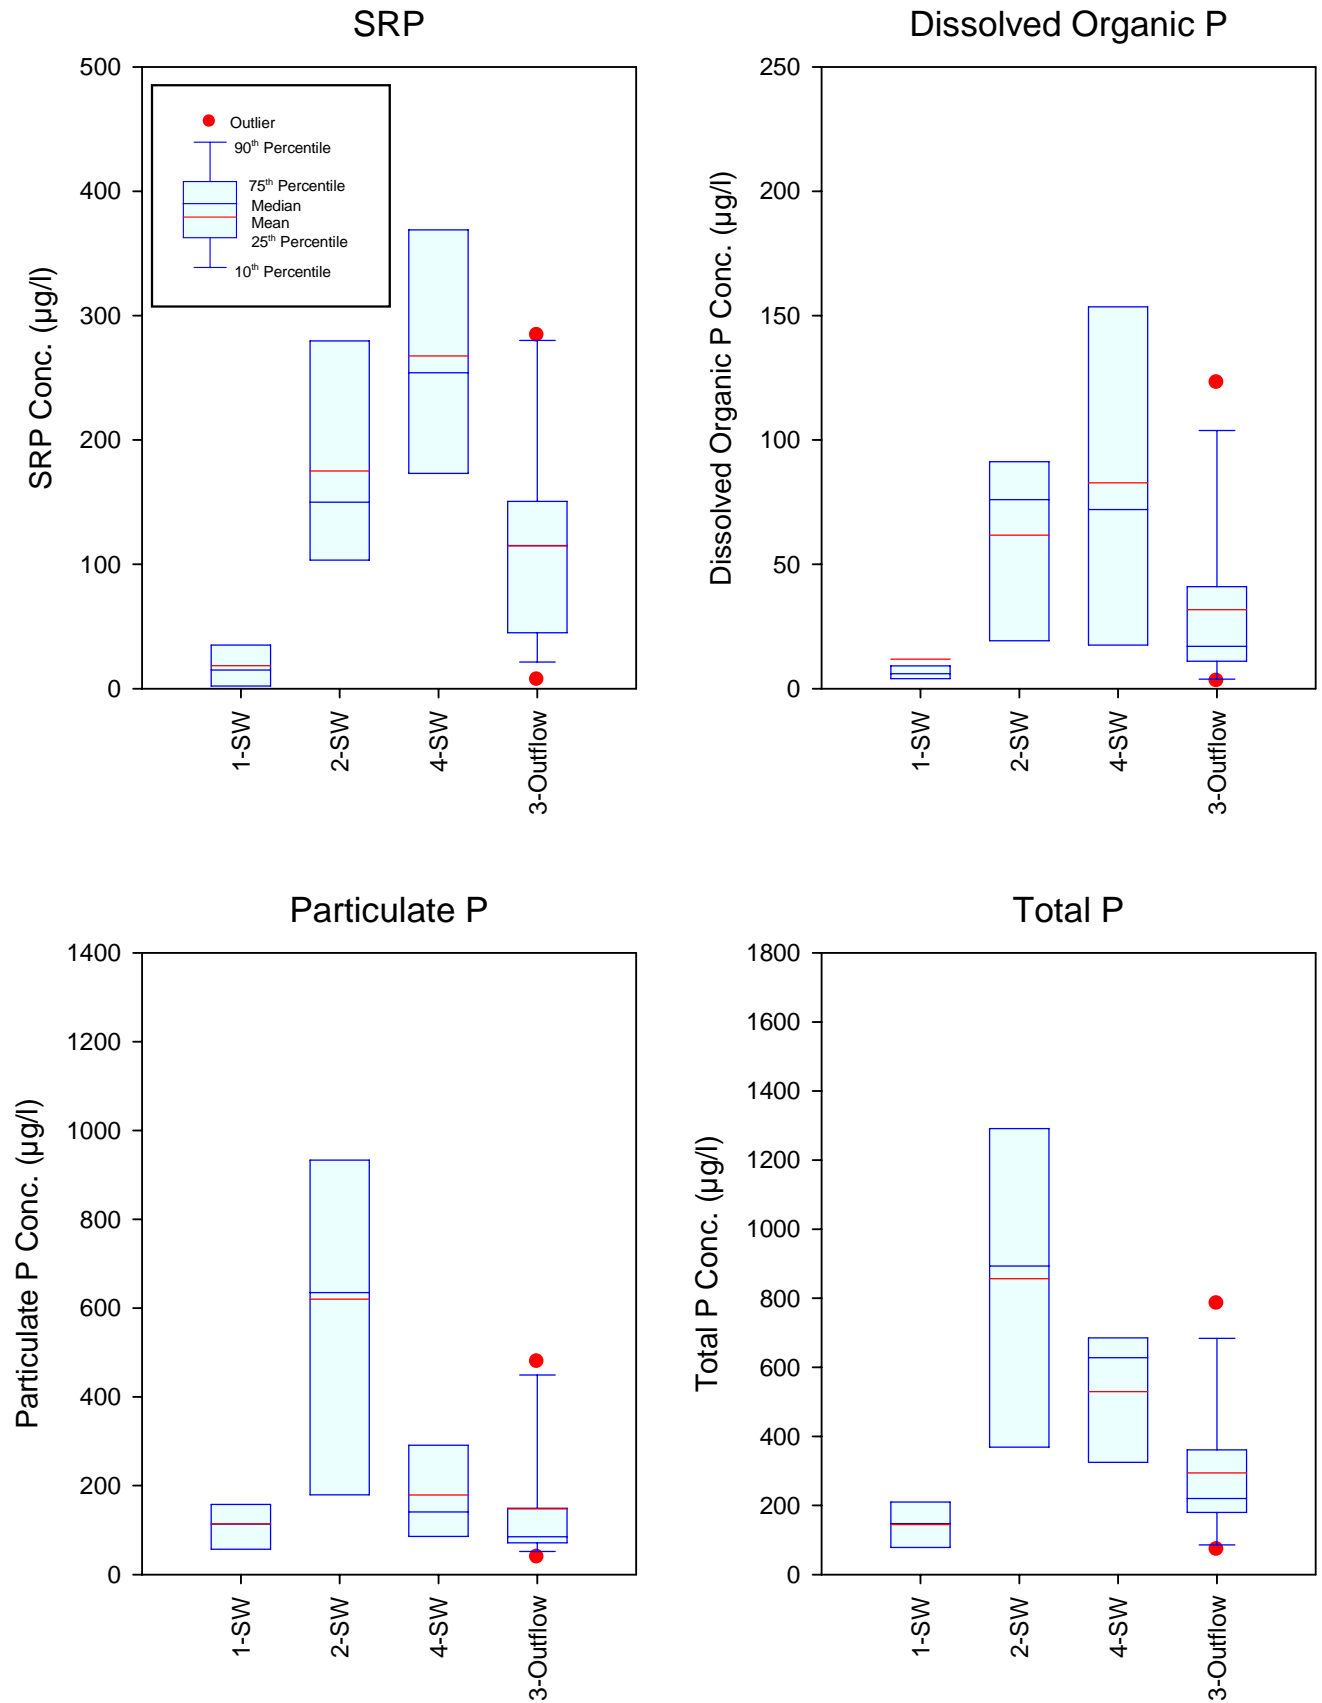 SRP
SRP Conc. (µg/l)
500
400
300
200
100
0
Outlier
90th Percentile
75th Percentile
Median
Mean
25th Percentile
10th Percentile
1-SW
2-SW
4-SW
3-Outflow
Dissolved Organic P
Dissolved Organic P Conc. (µg/l)
250
200
150
100
50
0
1-SW
2-SW
4-SW
3-Outflow
Particulate P
Particulate P Conc. (µg/l)
1400
1200
1000
800
600
400
200
0
1-SW
2-SW
4-SW
3-Outflow
Total P
Total P Conc. (µg/l)
1800
1600
1400
1200
1000
800
600
400
200
0
1-SW
2-SW
4-SW
3-Outflow